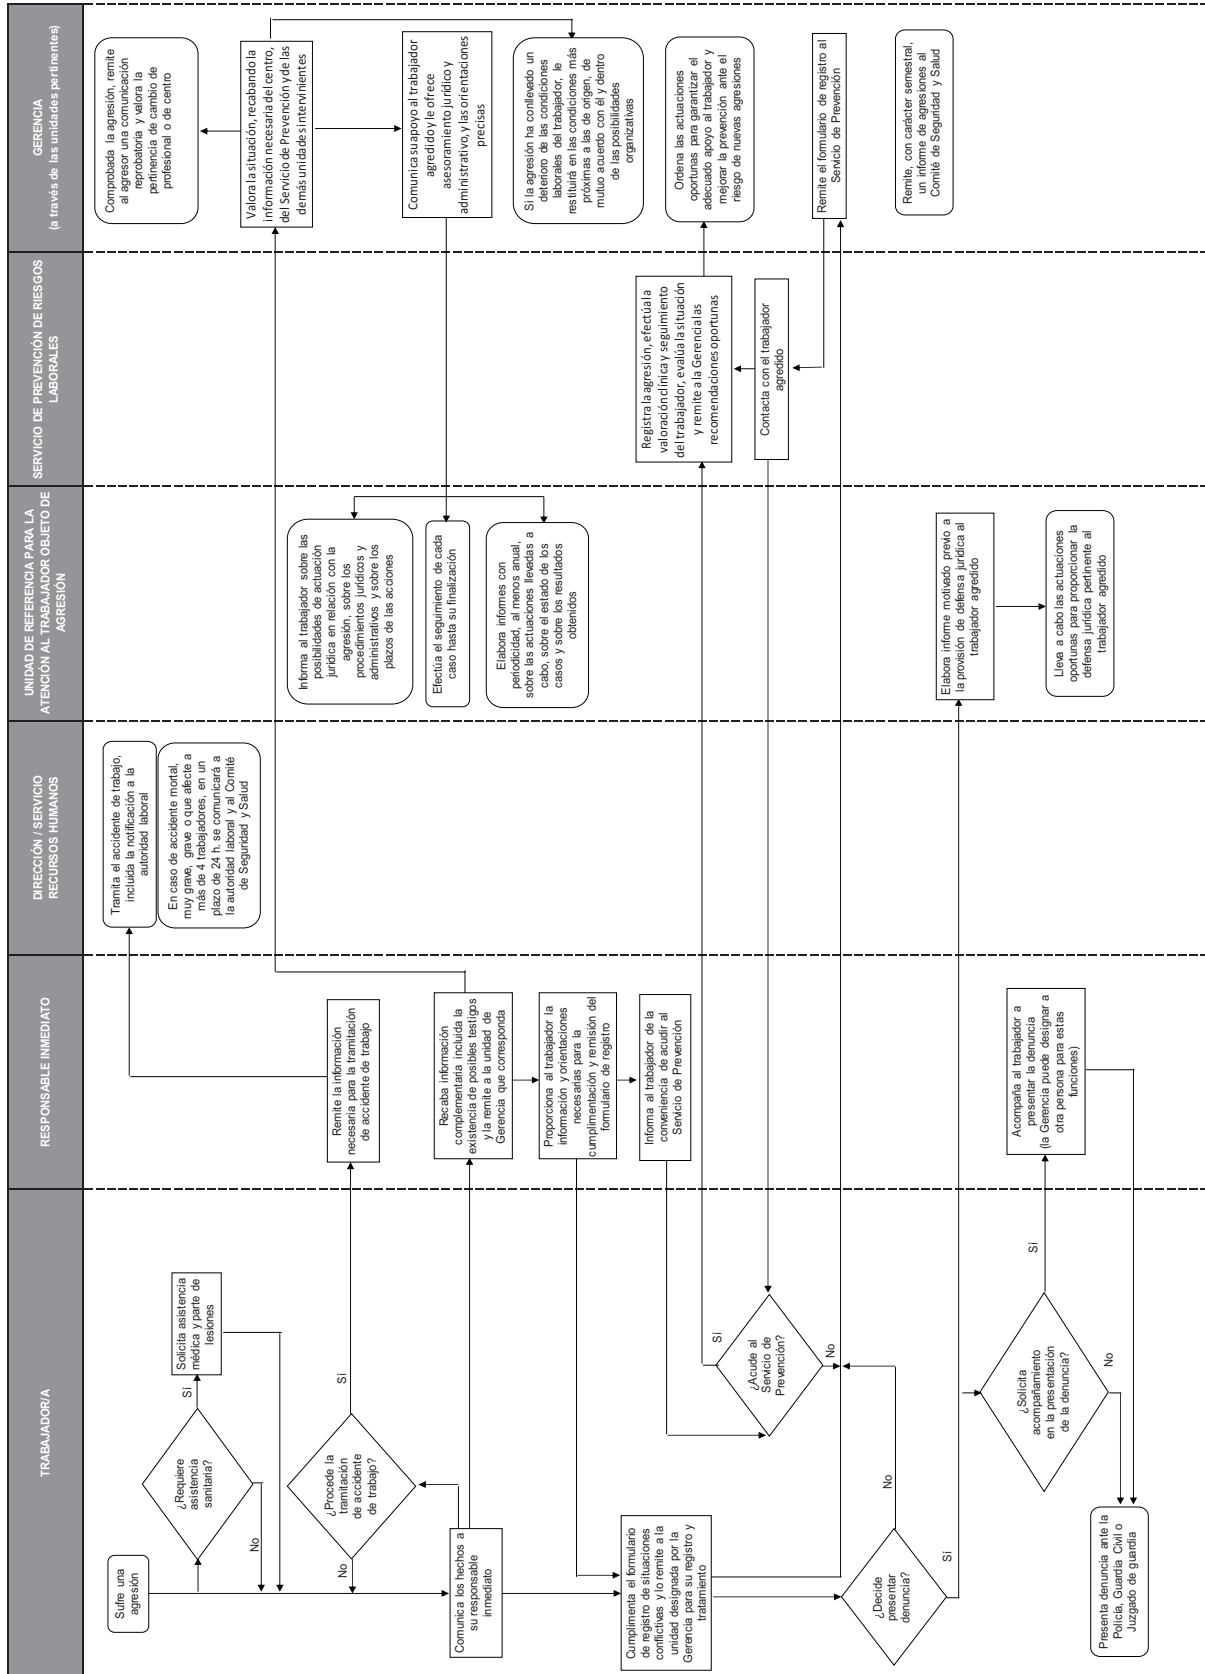 TRABAJADOR/A
RESPONSABLE INMEDIATO
DIRECCIÓN / SERVICIO
RECURSOS HUMANOS
UNIDAD DE REFERENCIA PARA LA
ATENCIÓN AL TRABAJADOR OBJETO DE
AGRESIÓN
SERVICIO DE PREVENCIÓN DE RIESGOS
LABORALES
GERENCIA
(a través de las unidades pertinentes)
Sufre una
agresión
¿Requiere
asistencia
sanitaria?
Sí
No
Solicita asistencia
médica y parte de
lesiones
¿Procede la
tramitación
de accidente
de trabajo?
Sí
No
Comunica los hechos a
su responsable
inmediato
Cumplimenta el formulario
de registro de situaciones
conflictivas y lo remite a la
unidad designada por la
Gerencia para su registro y
tratamiento
¿Acude al
Servicio de
Prevención?
Sí
No
¿Decide
presentar
denuncia?
No
Sí
¿Solicita
acompañamiento
en la presentación
de la denuncia?
Sí
No
Presenta denuncia ante la
Policía, Guardia Civil o
Juzgado de guardia
Remite la información
necesaria para la tramitación
de accidente de trabajo
Recaba información
complementaria incluida la
existencia de posibles testigos
y la remite a la unidad de
Gerencia que corresponda
Proporciona al trabajador la
información y orientaciones
necesarias para la
cumplimentación y remisión del
formulario de registro
Informa al trabajador de la
conveniencia de acudir al
Servicio de Prevención
Acompaña al trabajador a
presentar la denuncia
(la Gerencia puede designar a
otra persona para estas
funciones)
Tramita el accidente de trabajo,
incluida la notificación a la
autoridad laboral
En caso de accidente mortal,
muy grave, grave o que afecte a
más de 4 trabajadores, en un
plazo de 24 h. se comunicará a
la autoridad laboral y al Comité
de Seguridad y Salud
Informa al trabajador sobre las
posibilidades de actuación
jurídica en relación con la
agresión, sobre los
procedimientos jurídicos y
administrativos y sobre los
plazos de las acciones
Efectúa el seguimiento de cada
caso hasta su finalización
Elabora informes con
periodicidad, al menos anual,
sobre las actuaciones llevadas a
cabo, sobre el estado de los
casos y sobre los resultados
obtenidos
Elabora informe motivado previo a
la provisión de defensa jurídica al
trabajador agredido
Lleva a cabo las actuaciones
oportunas para proporcionar la
defensa jurídica pertinente al
trabajador agredido
Registra la agresión, efectúa la
valoración clínica y seguimiento
del trabajador, evalúa la situación
y remite a la Gerencia las
recomendaciones oportunas
Contacta con el trabajador
agredido
Comprobada la agresión, remite
al agresor una comunicación
reprobatoria y valora la
pertinencia de cambio de
profesional o de centro
Valora la situación, recabando la
información necesaria del centro,
del Servicio de Prevención y de las
demás unidades intervinientes
Comunica su apoyo al trabajador
agredido y le ofrece
asesoramiento jurídico y
administrativo, y las orientaciones
precisas
Si la agresión ha conllevado un
deterioro de las condiciones
laborales del trabajador, le
restituirá en las condiciones más
próximas a las de origen, de
mutuo acuerdo con él y dentro
de las posibilidades
organizativas
Ordena las actuaciones
oportunas para garantizar el
adecuado apoyo al trabajador y
mejorar la prevención ante el
riesgo de nuevas agresiones
Remite el formulario de registro al
Servicio de Prevención
Remite, con carácter semestral,
un informe de agresiones al
Comité de Seguridad y Salud